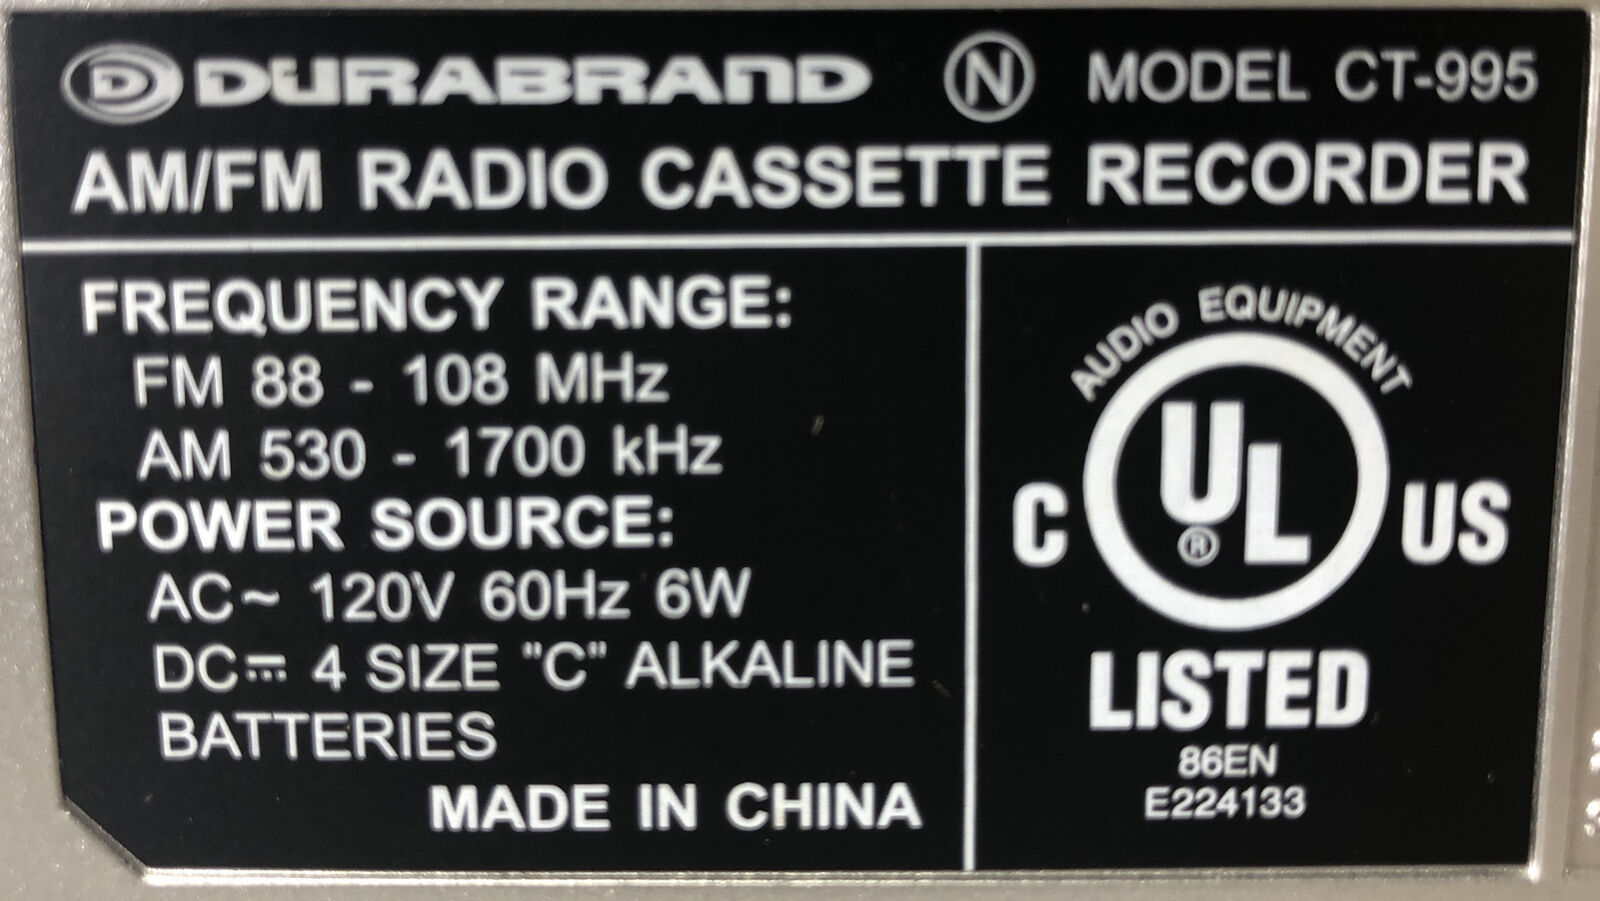 D DURABRAND N MODEL CT-995
AM/FM RADIO CASSETTE RECORDER
FREQUENCY RANGE:
FM 88 - 108 MHz
AM 530 - 1700 kHz
POWER SOURCE:
AC~ 120V 60Hz 6W
DC⎓ 4 SIZE "C" ALKALINE
BATTERIES
MADE IN CHINA
AUDIO EQUIPMENT
C UL® US
LISTED
86EN
E224133